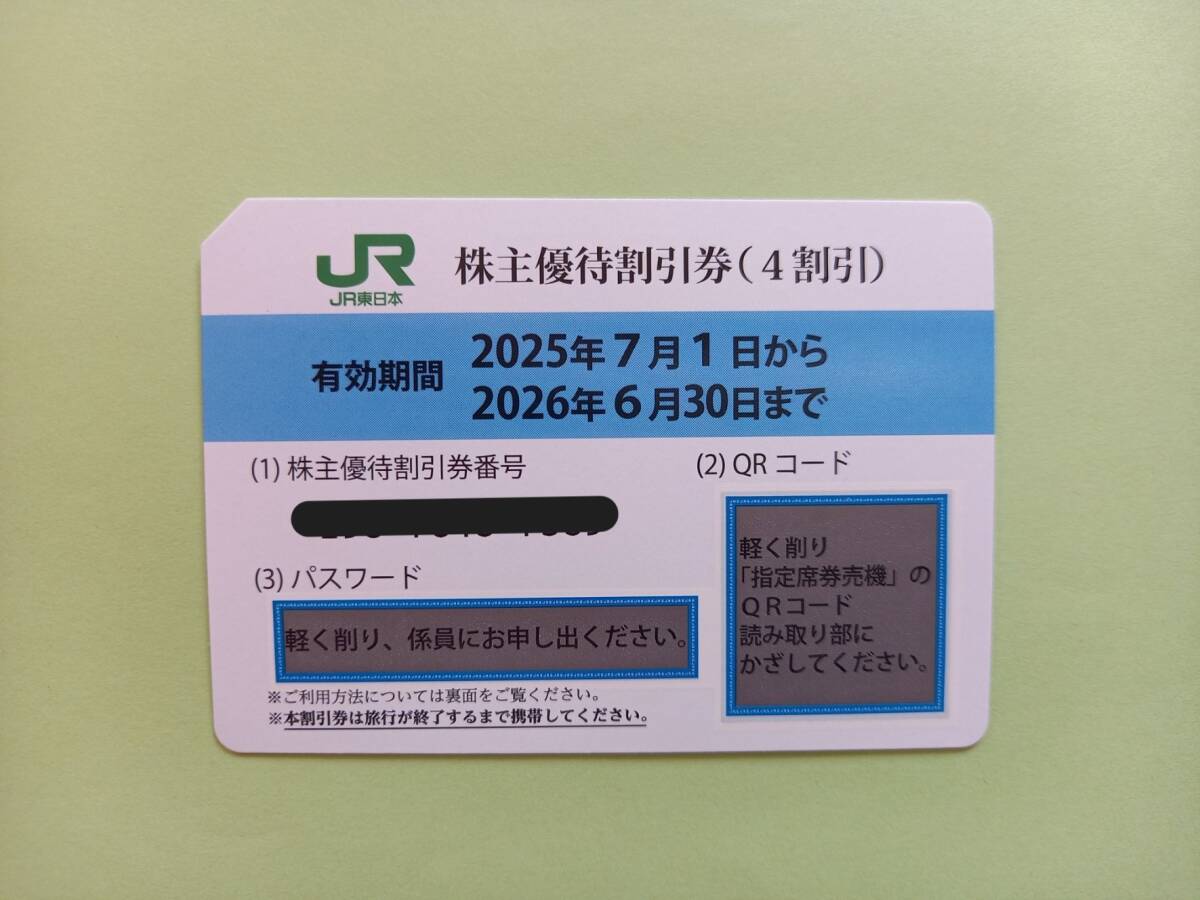 JR 株主優待割引券(4割引)
JR東日本
有効期間
2025年7月1日から
2026年6月30日まで
(1) 株主優待割引券番号
(2) QRコード
(3) パスワード
軽く削り、係員にお申し出ください。
軽く削り
「指定席券売機」の
QRコード
読み取り部に
かざしてください。
※ご利用方法については裏面をご覧ください。
※本割引券は旅行が終了するまで携帯してください。